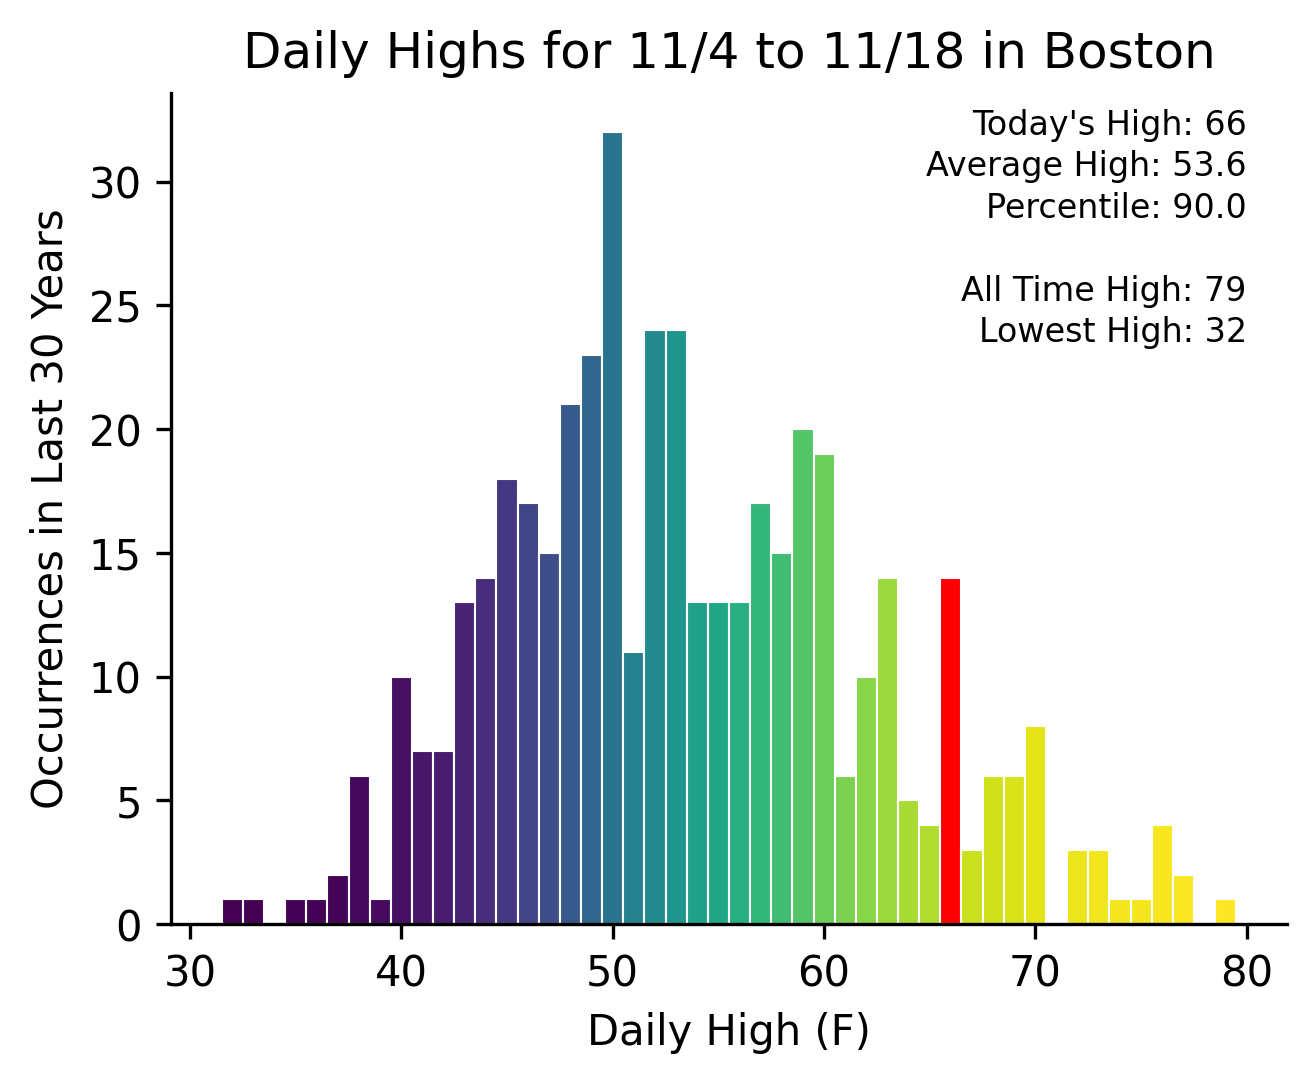 Daily Highs for 11/4 to 11/18 in Boston
Today's High: 66
Average High: 53.6
Percentile: 90.0
All Time High: 79
Lowest High: 32
Occurrences in Last 30 Years
30
25
20
15
10
5
0
30 40 50 60 70 80
Daily High (F)